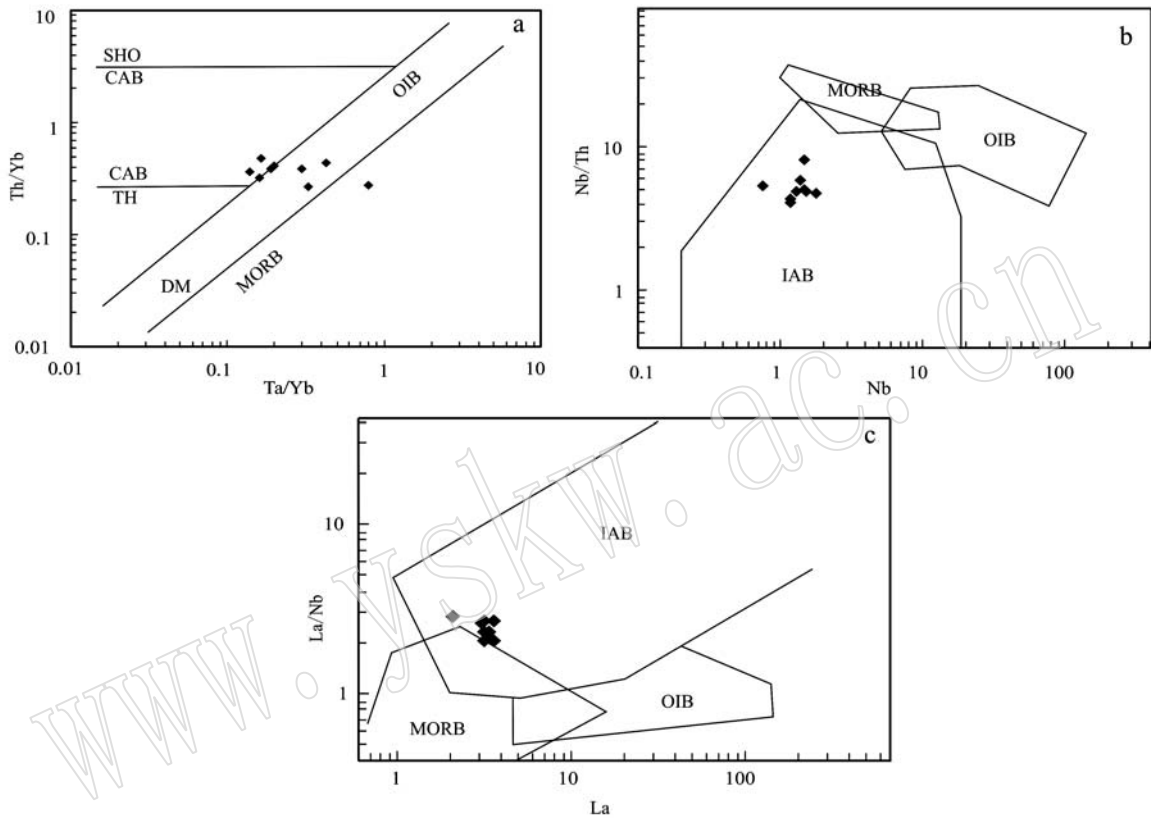 a
10
SHO
CAB
OIB
1
Th/Yb
CAB
TH
0.1
DM
MORB
0.01
0.01
0.1
1
10
Ta/Yb
b
MORB
OIB
10
Nb/Th
1
IAB
0.1
1
10
100
Nb
c
10
IAB
La/Nb
1
OIB
MORB
1
10
100
La
www.yskw.ac.cn